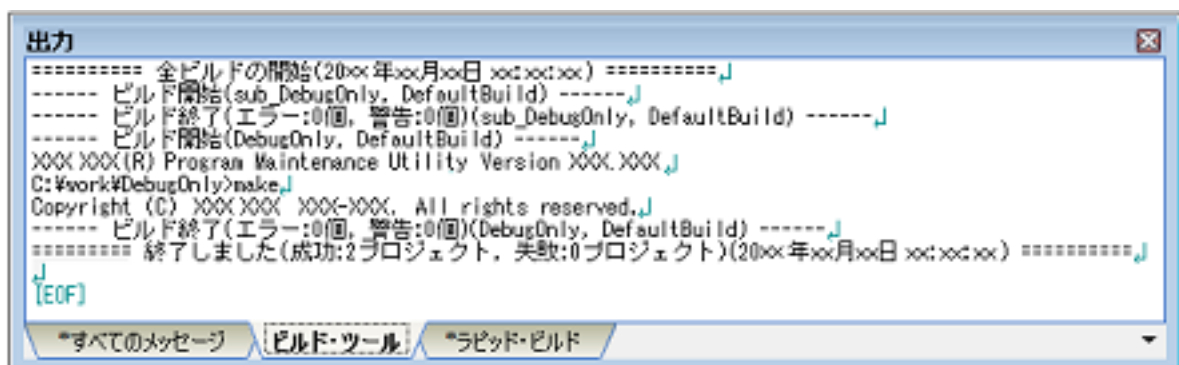 出力
========== 全ビルドの開始(20xx年xx月xx日 xx:xx:xx) ==========↲
------ ビルド開始(sub_DebugOnly, DefaultBuild) ------↲
------ ビルド終了(エラー:0個, 警告:0個)(sub_DebugOnly, DefaultBuild) ------↲
------ ビルド開始(DebugOnly, DefaultBuild) ------↲
XXX XXX(R) Program Maintenance Utility Version XXX.XXX↲
C:¥work¥DebugOnly>make↲
Copyright (C) XXX XXX XXX-XXX. All rights reserved.↲
------ ビルド終了(エラー:0個, 警告:0個)(DebugOnly, DefaultBuild) ------↲
========= 終了しました(成功:2プロジェクト, 失敗:0プロジェクト)(20xx年xx月xx日 xx:xx:xx) ==========↲
↲
[EOF]
*すべてのメッセージ ビルド・ツール *ラピッド・ビルド